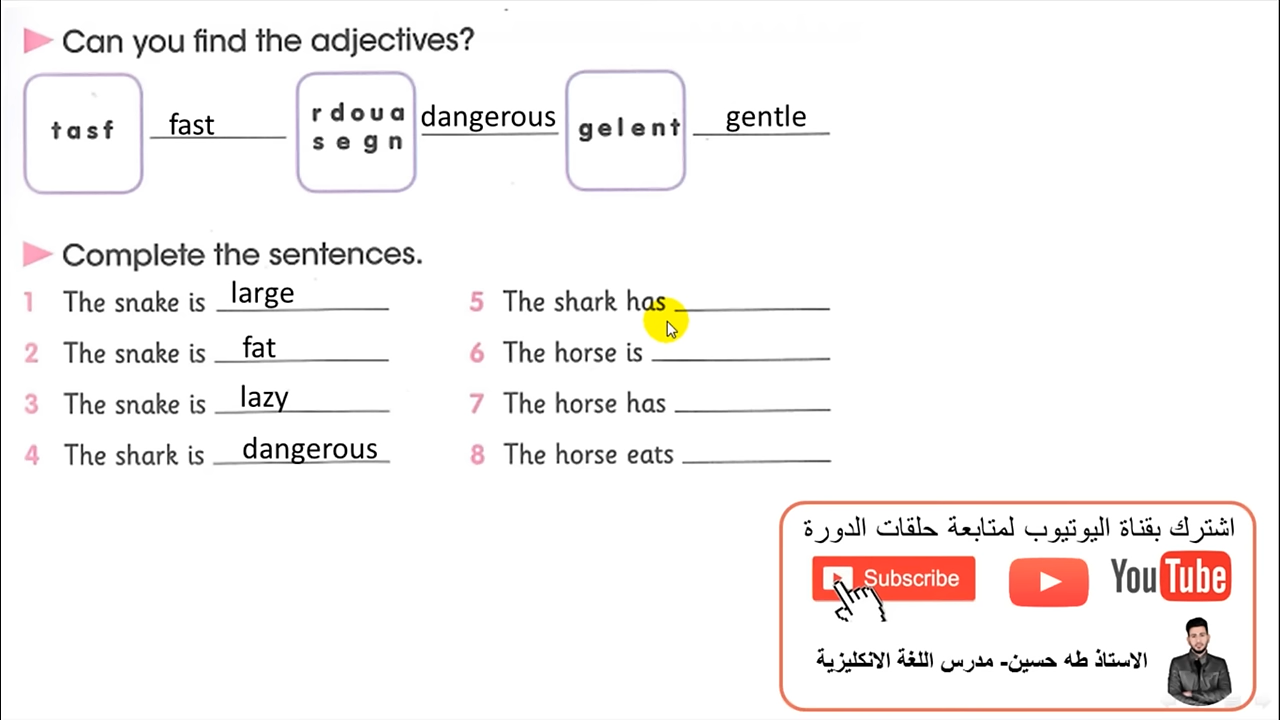 Can you find the adjectives?
t a s f fast
r d o u a
s e g n dangerous
g e l e n t gentle
Complete the sentences.
1 The snake is large
2 The snake is fat
3 The snake is lazy
4 The shark is dangerous
5 The shark has
6 The horse is
7 The horse has
8 The horse eats
اشترك بقناة اليوتيوب لمتابعة حلقات الدورة
Subscribe
YouTube
الاستاذ طه حسين- مدرس اللغة الانكليزية